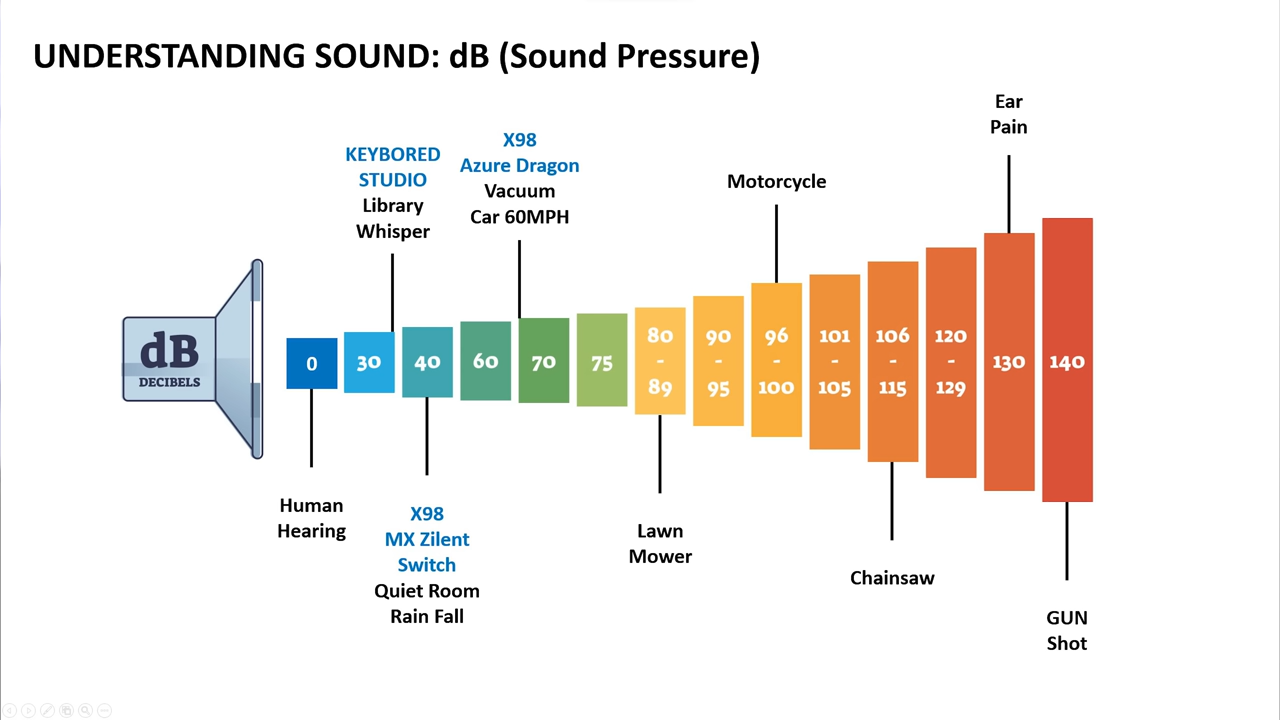 UNDERSTANDING SOUND: dB (Sound Pressure)
Ear
Pain
X98
Azure Dragon
Vacuum
Car 60MPH
KEYBORED
STUDIO
Library
Whisper
Motorcycle
dB
DECIBELS
0
30
40
60
70
75
80
-
89
90
-
95
96
-
100
101
-
105
106
-
115
120
-
129
130
140
Human
Hearing
X98
MX Zilent
Switch
Quiet Room
Rain Fall
Lawn
Mower
Chainsaw
GUN
Shot